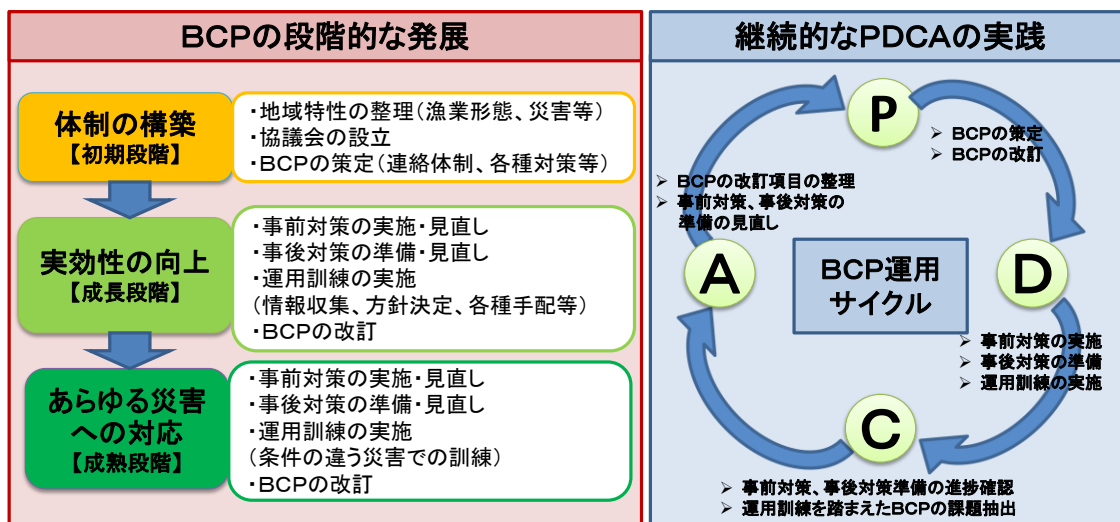 BCPの段階的な発展
体制の構築
【初期段階】
・地域特性の整理(漁業形態、災害等)
・協議会の設立
・BCPの策定(連絡体制、各種対策等)
実効性の向上
【成長段階】
・事前対策の実施・見直し
・事後対策の準備・見直し
・運用訓練の実施
(情報収集、方針決定、各種手配等)
・BCPの改訂
あらゆる災害
への対応
【成熟段階】
・事前対策の実施・見直し
・事後対策の準備・見直し
・運用訓練の実施
(条件の違う災害での訓練)
・BCPの改訂
継続的なPDCAの実践
P
➢ BCPの策定
➢ BCPの改訂
D
➢ 事前対策の実施
➢ 事後対策の準備
➢ 運用訓練の実施
C
➢ 事前対策、事後対策準備の進捗確認
➢ 運用訓練を踏まえたBCPの課題抽出
A
➢ BCPの改訂項目の整理
➢ 事前対策、事後対策の
準備の見直し
BCP運用
サイクル